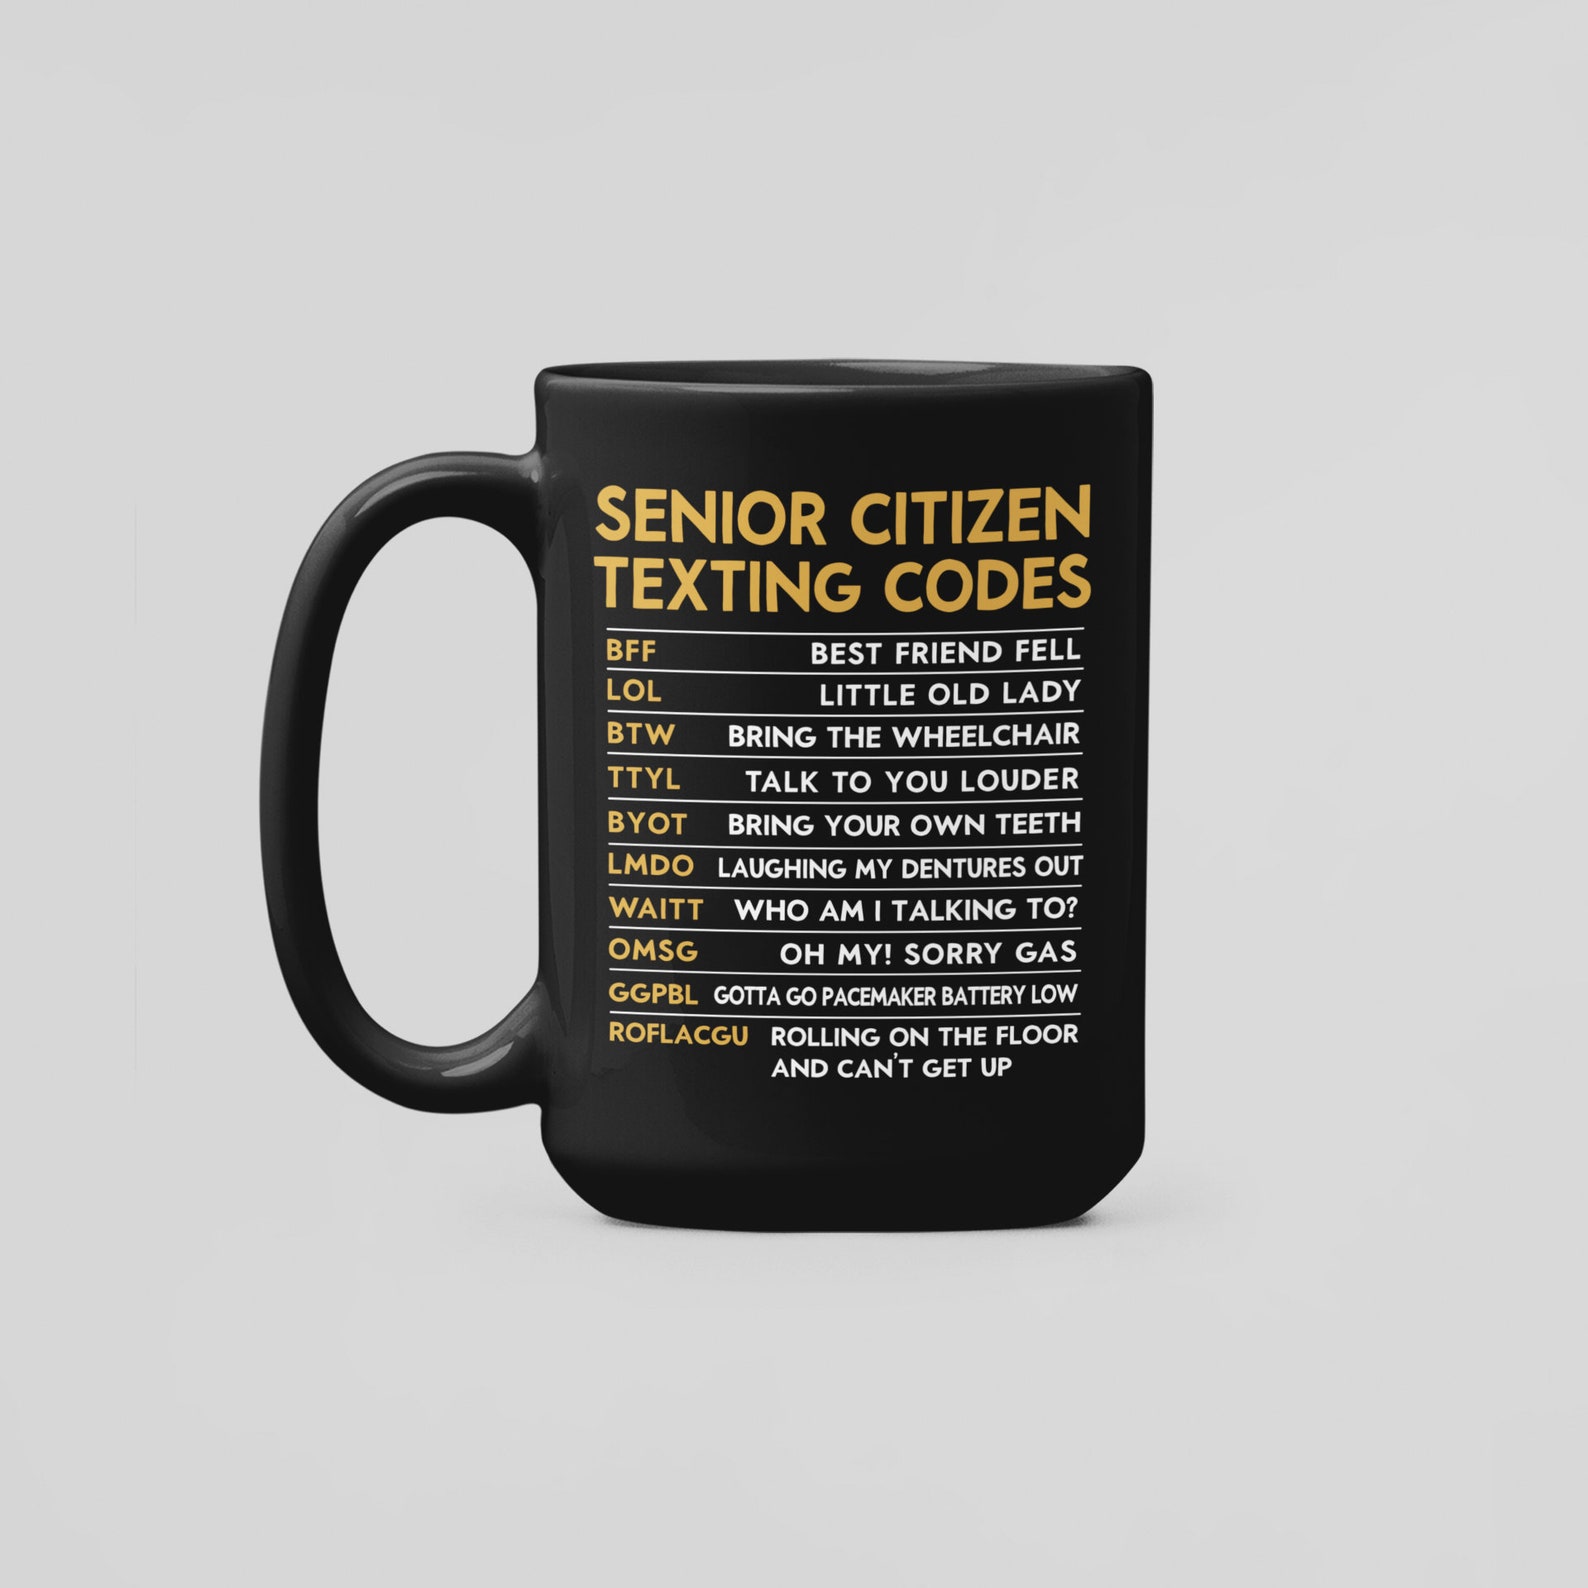 SENIOR CITIZEN
TEXTING CODES
BFF BEST FRIEND FELL
LOL LITTLE OLD LADY
BTW BRING THE WHEELCHAIR
TTYL TALK TO YOU LOUDER
BYOT BRING YOUR OWN TEETH
LMDO LAUGHING MY DENTURES OUT
WAITT WHO AM I TALKING TO?
OMSG OH MY! SORRY GAS
GGPBL GOTTA GO PACEMAKER BATTERY LOW
ROFLACGU ROLLING ON THE FLOOR
AND CAN'T GET UP